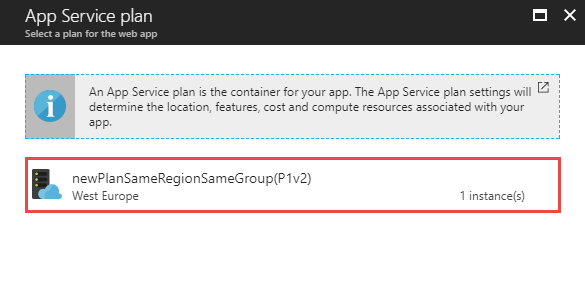 App Service plan
Select a plan for the web app
An App Service plan is the container for your app. The App Service plan settings will
determine the location, features, cost and compute resources associated with your
app.
newPlanSameRegionSameGroup(P1v2)
West Europe 1 instance(s)